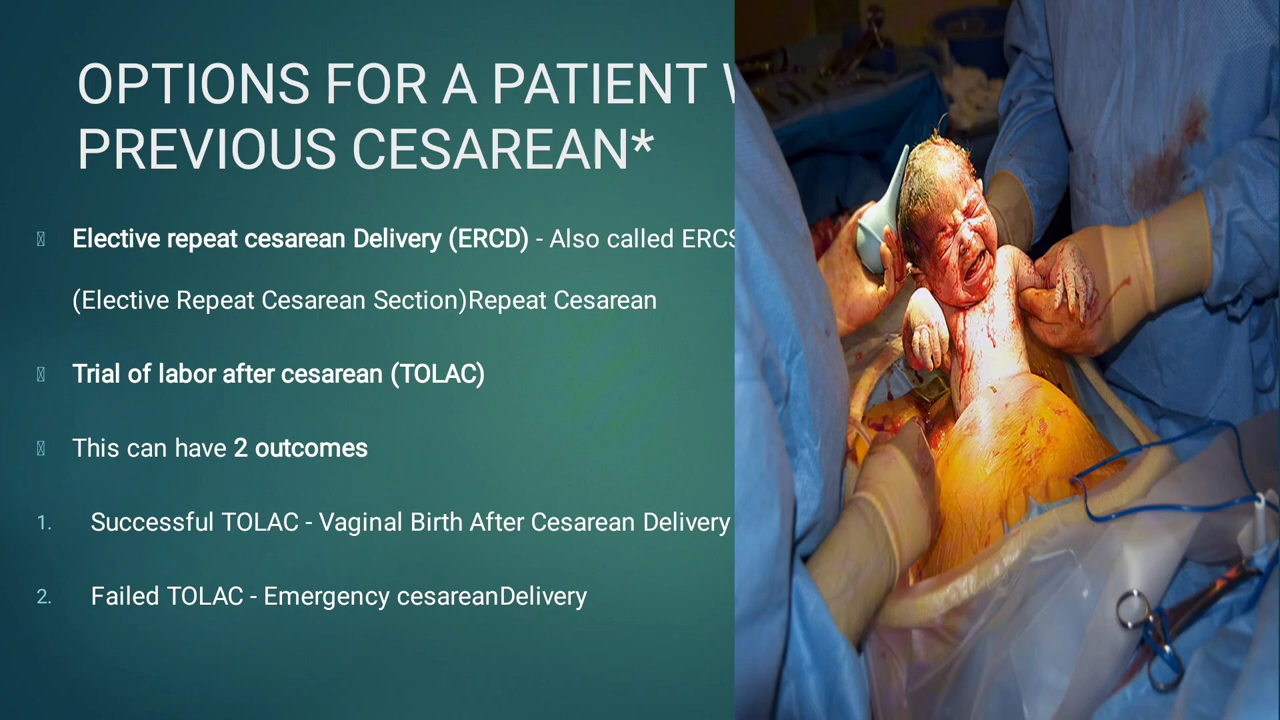 OPTIONS FOR A PATIENT
PREVIOUS CESAREAN*
Elective repeat cesarean Delivery (ERCD) - Also called ERCS
(Elective Repeat Cesarean Section)Repeat Cesarean
Trial of labor after cesarean (TOLAC)
This can have 2 outcomes
1. Successful TOLAC - Vaginal Birth After Cesarean Delivery
2. Failed TOLAC - Emergency cesareanDelivery